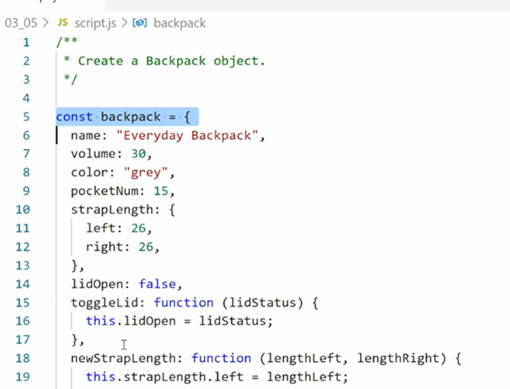 03_05 > JS script.js > backpack
1 /**
2 * Create a Backpack object.
3 */
4
5 const backpack = {
6 name: "Everyday Backpack",
7 volume: 30,
8 color: "grey",
9 pocketNum: 15,
10 strapLength: {
11 left: 26,
12 right: 26,
13 },
14 lidOpen: false,
15 toggleLid: function (lidStatus) {
16 this.lidOpen = lidStatus;
17 },
18 newStrapLength: function (lengthLeft, lengthRight) {
19 this.strapLength.left = lengthLeft;